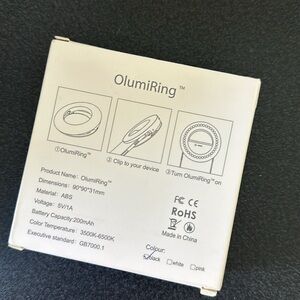 OlumiRing™
①OlumiRing™
② Clip to your device
③Turn OlumiRing™on
Product Name: OlumiRing™
Dimensions: 90*90*31mm
Material: ABS
Voltage: 5V/1A
Battery Capacity:200mAh
Color Temperature: 3500K-6500K
Executive standard: GB7000.1
FC CE
RoHS
Made In China
Colour:
black □white □pink